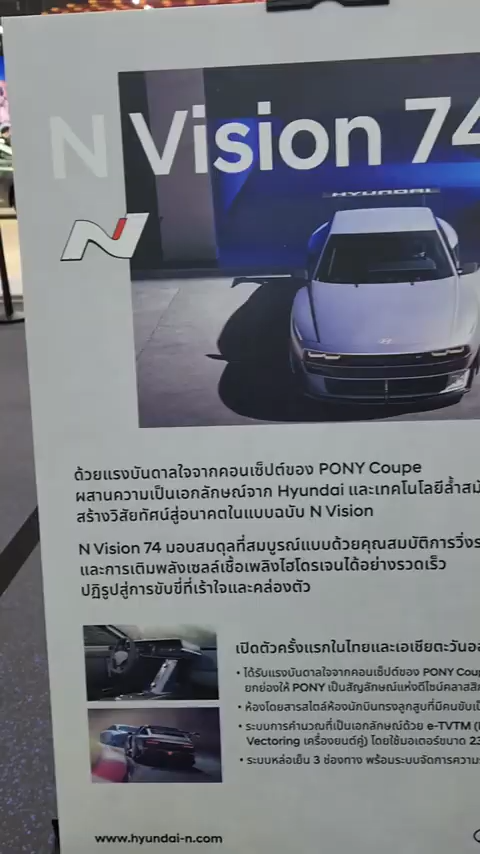 N Vision 74
HYUNDAI
N
ด้วยแรงบันดาลใจจากคอนเซ็ปต์ของ PONY Coupe
ผสานความเป็นเอกลักษณ์จาก Hyundai และเทคโนโลยีล้ำสมั
สร้างวิสัยทัศน์สู่อนาคตในแบบฉบับ N Vision
N Vision 74 มอบสมดุลที่สมบูรณ์แบบด้วยคุณสมบัติการวิ่งร
และการเติมพลังเซลล์เชื้อเพลิงไฮโดรเจนได้อย่างรวดเร็ว
ปฏิรูปสู่การขับขี่ที่เร้าใจและคล่องตัว
เปิดตัวครั้งแรกในไทยและเอเชียตะวันออ
• ได้รับแรงบันดาลใจจากคอนเซ็ปต์ของ PONY Coup
ยกย่องให้ PONY เป็นสัญลักษณ์แห่งดีไซน์คลาสสิก
• ห้องโดยสารสไตล์ห้องนักบินทรงลูกสูบที่มีคนขับเป็
• ระบบการคำนวณที่เป็นเอกลักษณ์ด้วย e-TVTM (
Vectoring เครื่องยนต์คู่) โดยใช้มอเตอร์ขนาด 23
• ระบบหล่อเย็น 3 ช่องทาง พร้อมระบบจัดการความ
www.hyundai-n.com